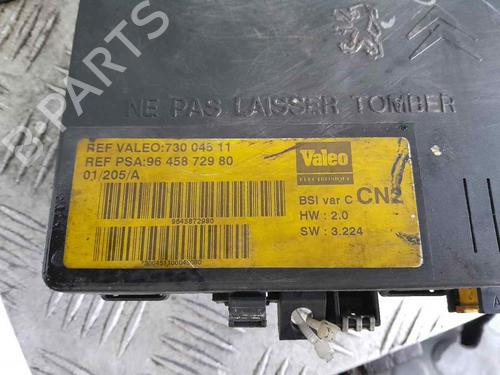 NE PAS LAISSER TOMBER
REF VALEO:730 045 11
REF PSA:96 458 729 80
01/205/A
Valeo
ELECTRONIQUE
BSI var C CN2
HW : 2.0
SW : 3.224
9645872980
B-PARTS